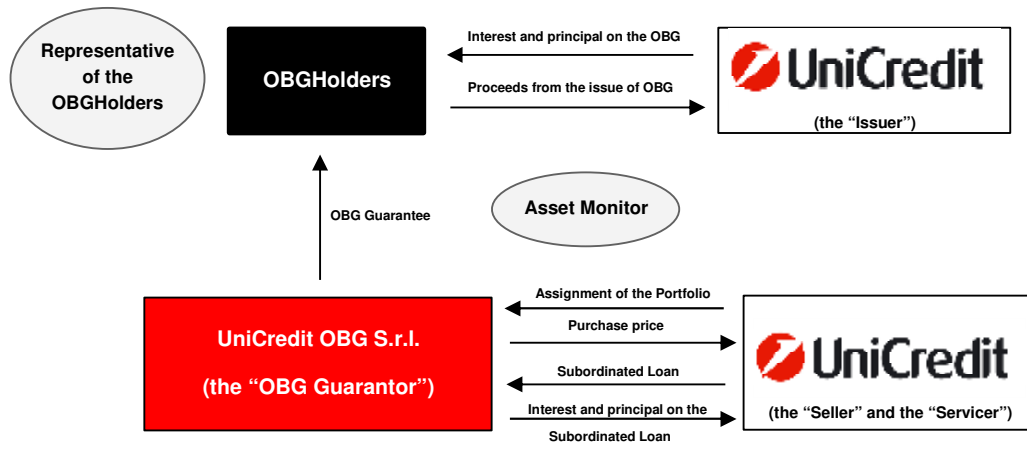 Representative
of the
OBGHolders
OBGHolders
Interest and principal on the OBG
Proceeds from the issue of OBG
UniCredit
(the “Issuer”)
OBG Guarantee
Asset Monitor
UniCredit OBG S.r.l.
(the “OBG Guarantor”)
Assignment of the Portfolio
Purchase price
Subordinated Loan
Interest and principal on the
Subordinated Loan
UniCredit
(the “Seller” and the “Servicer”)